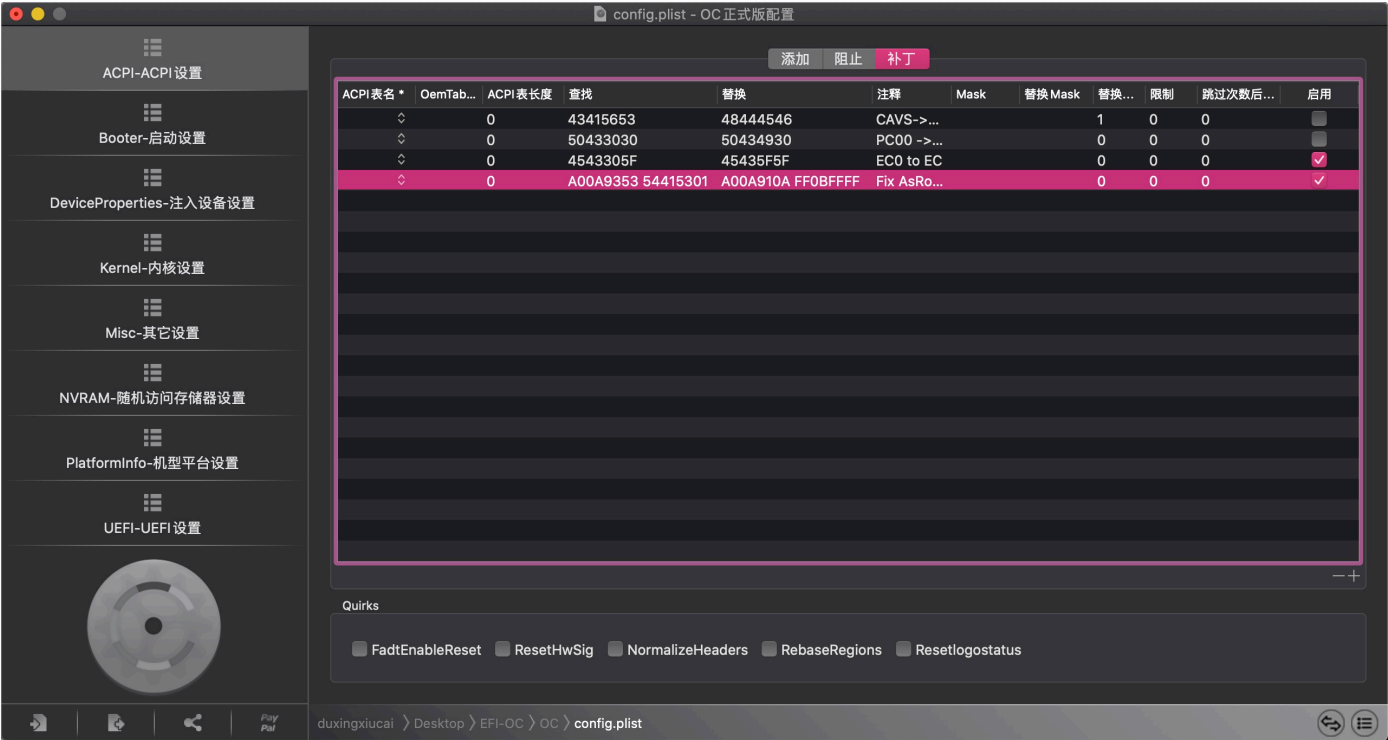 config.plist - OC正式版配置
ACPI-ACPI设置
Booter-启动设置
DeviceProperties-注入设备设置
Kernel-内核设置
Misc-其它设置
NVRAM-随机访问存储器设置
PlatformInfo-机型平台设置
UEFI-UEFI设置
Pay
Pal
添加 阻止 补丁
ACPI表名 * OemTab... ACPI表长度 查找 替换 注释 Mask 替换Mask 替换... 限制 跳过次数后... 启用
0 43415653 48444546 CAVS->... 1 0 0
0 50433030 50434930 PC00 ->... 0 0 0
0 4543305F 45435F5F EC0 to EC 0 0 0
0 A00A9353 54415301 A00A910A FF0BFFFF Fix AsRo... 0 0 0
Quirks
FadtEnableReset ResetHwSig NormalizeHeaders RebaseRegions Resetlogostatus
duxingxiucai Desktop EFI-OC OC config.plist